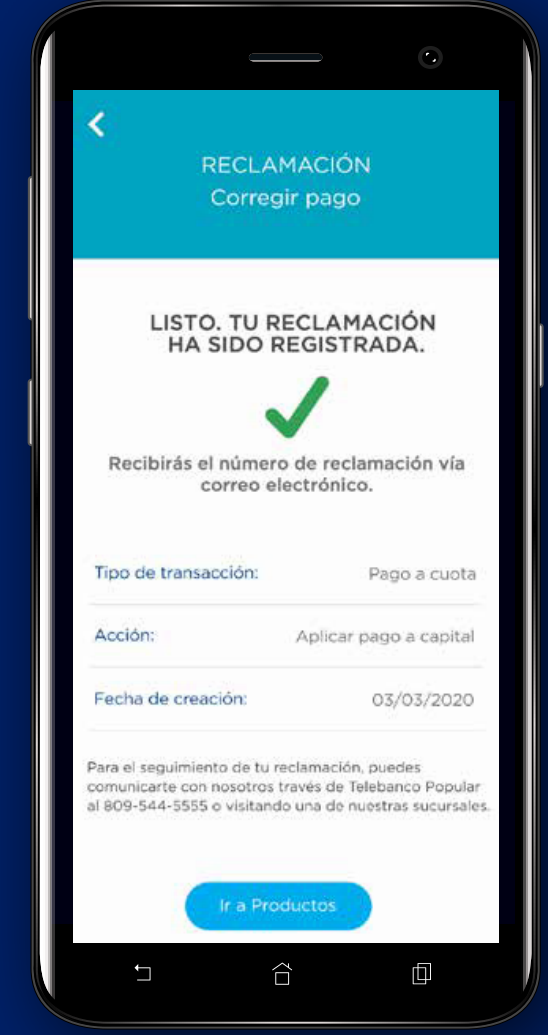 RECLAMACIÓN
Corregir pago
LISTO. TU RECLAMACIÓN
HA SIDO REGISTRADA.
Recibirás el número de reclamación vía
correo electrónico.
Tipo de transacción: Pago a cuota
Acción: Aplicar pago a capital
Fecha de creación: 03/03/2020
Para el seguimiento de tu reclamación, puedes
comunicarte con nosotros través de Telebanco Popular
al 809-544-5555 o visitando una de nuestras sucursales.
Ir a Productos